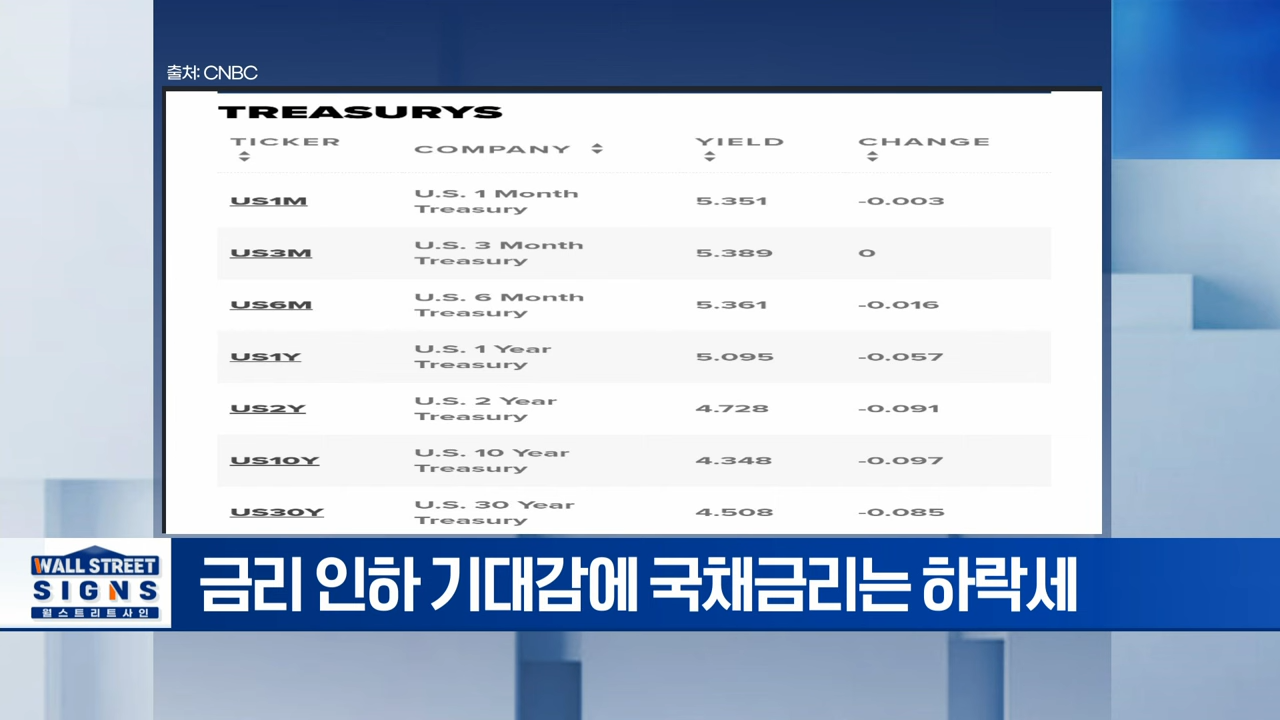 출처: CNBC
TREASURYS
TICKER COMPANY YIELD CHANGE
US1M U.S. 1 Month Treasury 5.351 -0.003
US3M U.S. 3 Month Treasury 5.389 0
US6M U.S. 6 Month Treasury 5.361 -0.016
US1Y U.S. 1 Year Treasury 5.095 -0.057
US2Y U.S. 2 Year Treasury 4.728 -0.091
US10Y U.S. 10 Year Treasury 4.348 -0.097
US30Y U.S. 30 Year Treasury 4.508 -0.085
WALL STREET
SIGNS
월스트리트사인
금리 인하 기대감에 국채금리는 하락세